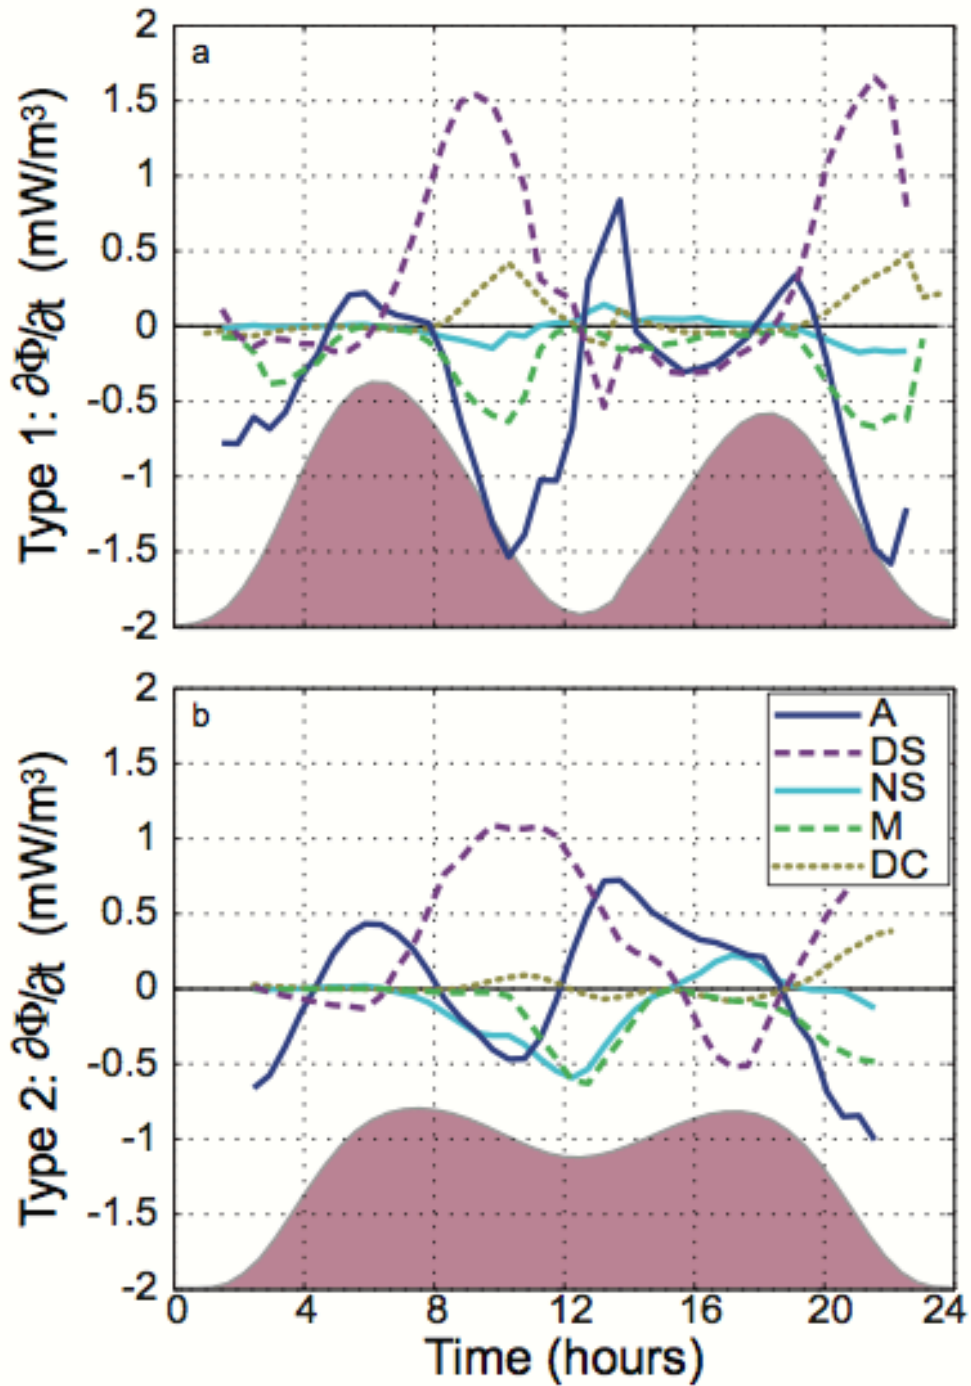 a
2
1.5
1
0.5
0
-0.5
-1
-1.5
-2
Type 1: ∂Φ/∂t (mW/m³)
b
2
1.5
1
0.5
0
-0.5
-1
-1.5
-2
Type 2: ∂Φ/∂t (mW/m³)
A
DS
NS
M
DC
0 4 8 12 16 20 24
Time (hours)